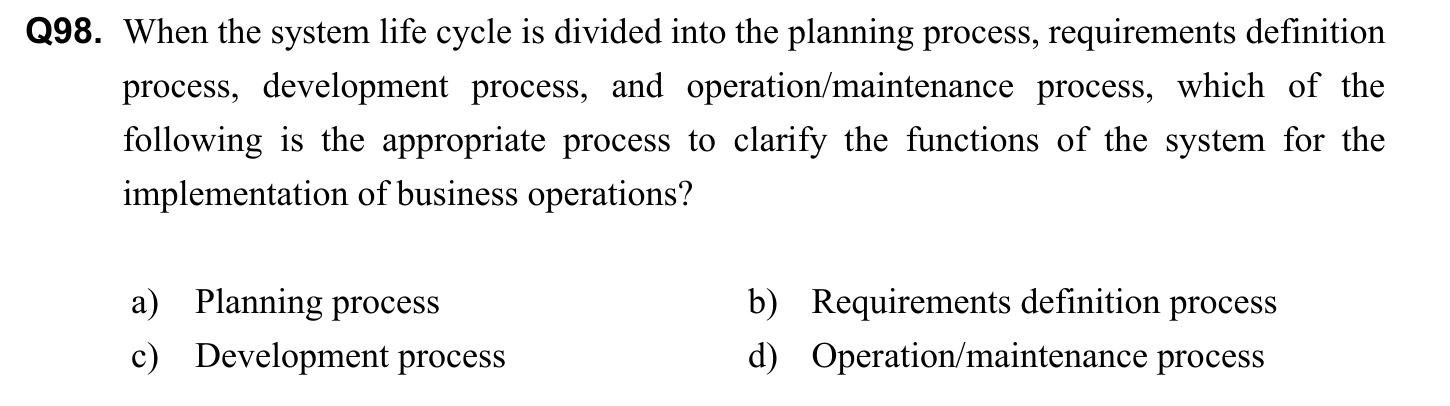 Q98. When the system life cycle is divided into the planning process, requirements definition
process, development process, and operation/maintenance process, which of the
following is the appropriate process to clarify the functions of the system for the
implementation of business operations?
a) Planning process b) Requirements definition process
c) Development process d) Operation/maintenance process